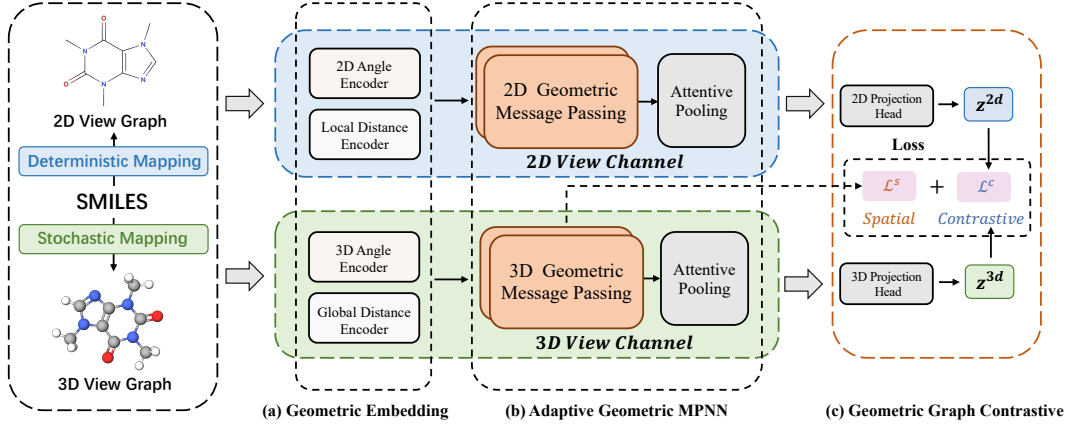 O
N
N
O
N
N
2D View Graph
Deterministic Mapping
SMILES
Stochastic Mapping
3D View Graph
2D Angle
Encoder
Local Distance
Encoder
2D Geometric
Message Passing
Attentive
Pooling
2D View Channel
3D Angle
Encoder
Global Distance
Encoder
3D Geometric
Message Passing
Attentive
Pooling
3D View Channel
2D Projection
Head
z^2d
Loss
ℒ^s + ℒ^c
Spatial Contrastive
3D Projection
Head
z^3d
(a) Geometric Embedding
(b) Adaptive Geometric MPNN
(c) Geometric Graph Contrastive